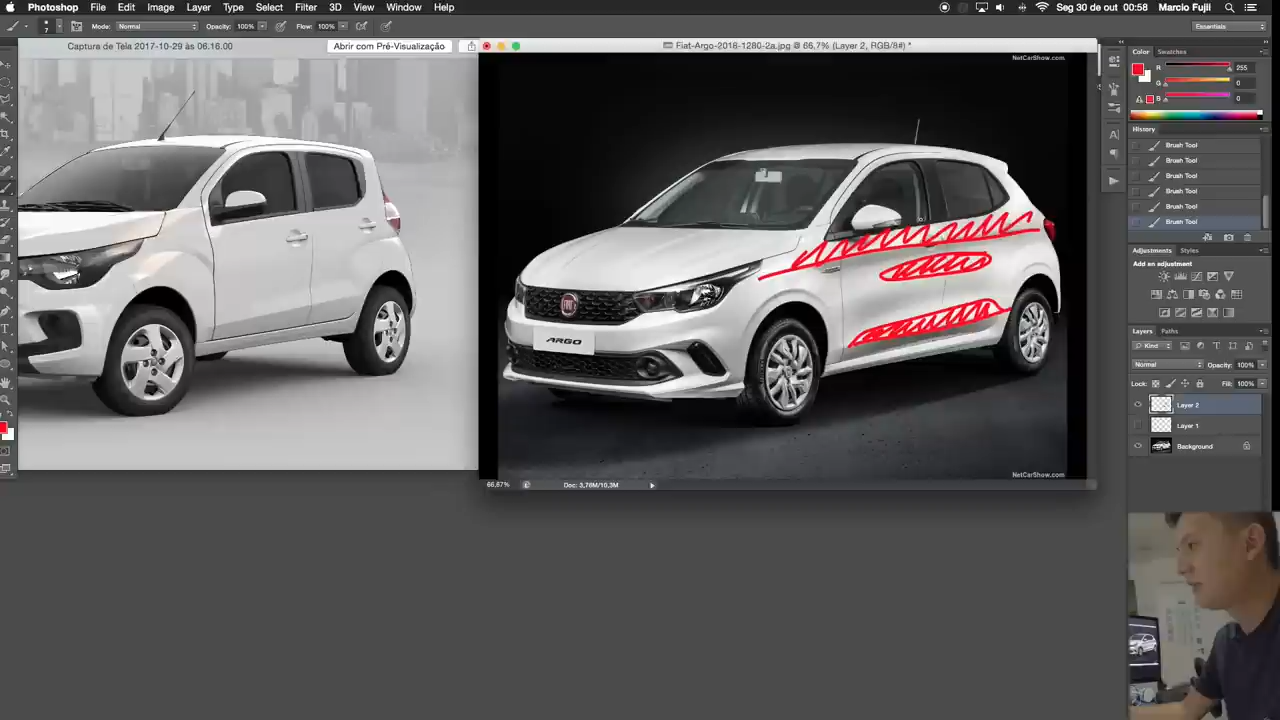 Photoshop File Edit Image Layer Type Select Filter 3D View Window Help
Seg 30 de out 00:58 Marcio Fujii
7 Mode: Normal Opacity: 100% Flow: 100%
Essentials
Captura de Tela 2017-10-29 às 06.16.00
Abrir com Pré-Visualização
Fiat-Argo-2018-1280-2a.jpg @ 66,7% (Layer 2, RGB/8#) *
NetCarShow.com
FIAT
ARGO
NetCarShow.com
66,67% Doc: 3,76M/10,3M
Color Swatches
R 255
G 0
B 0
History
Brush Tool
Brush Tool
Brush Tool
Brush Tool
Brush Tool
Brush Tool
Adjustments Styles
Add an adjustment
Layers Paths
Kind
Normal Opacity: 100%
Lock: Fill: 100%
Layer 2
Layer 1
Background